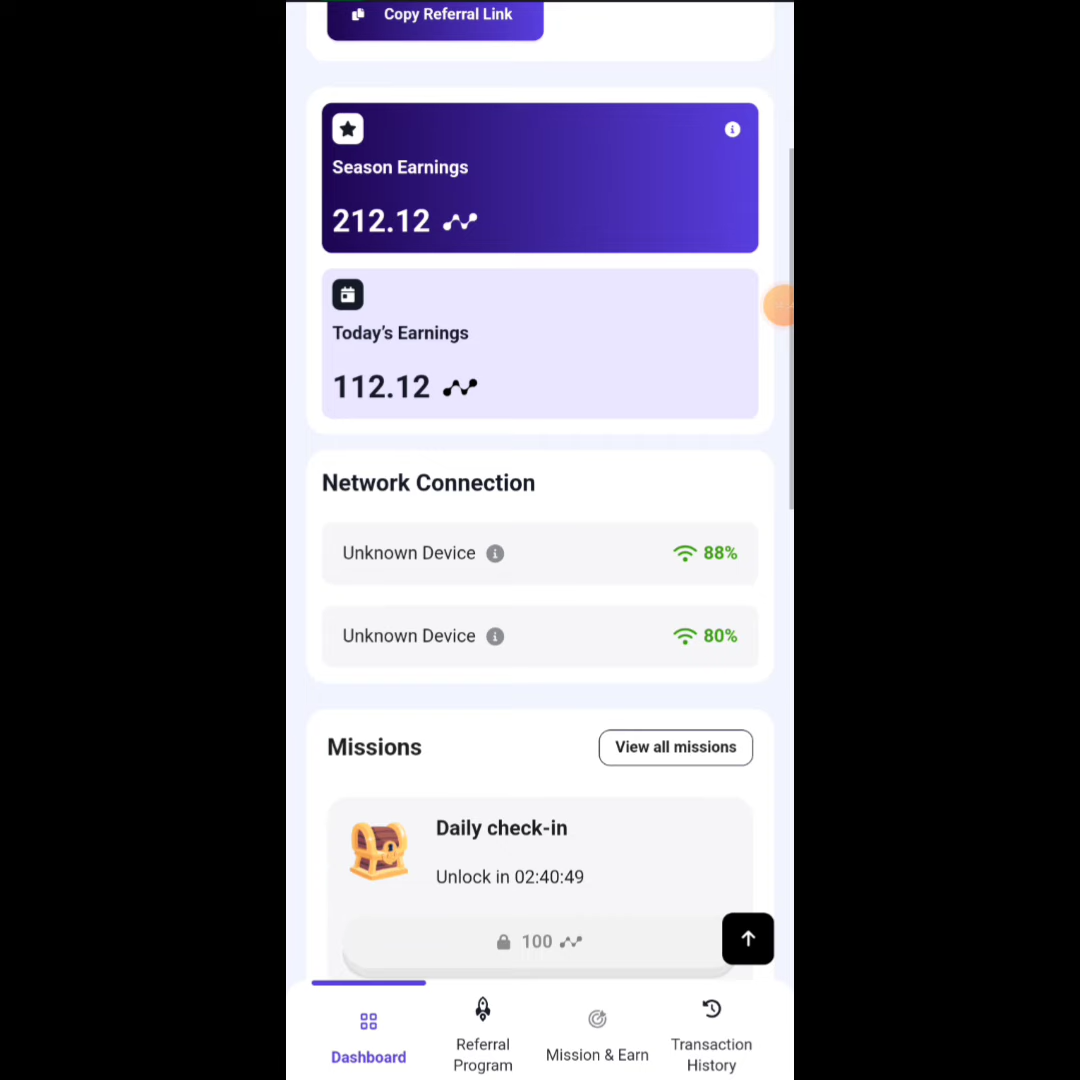 Copy Referral Link
Season Earnings
212.12
Today’s Earnings
112.12
Network Connection
Unknown Device
88%
Unknown Device
80%
Missions
View all missions
Daily check-in
Unlock in 02:40:49
100
Dashboard
Referral
Program
Mission & Earn
Transaction
History